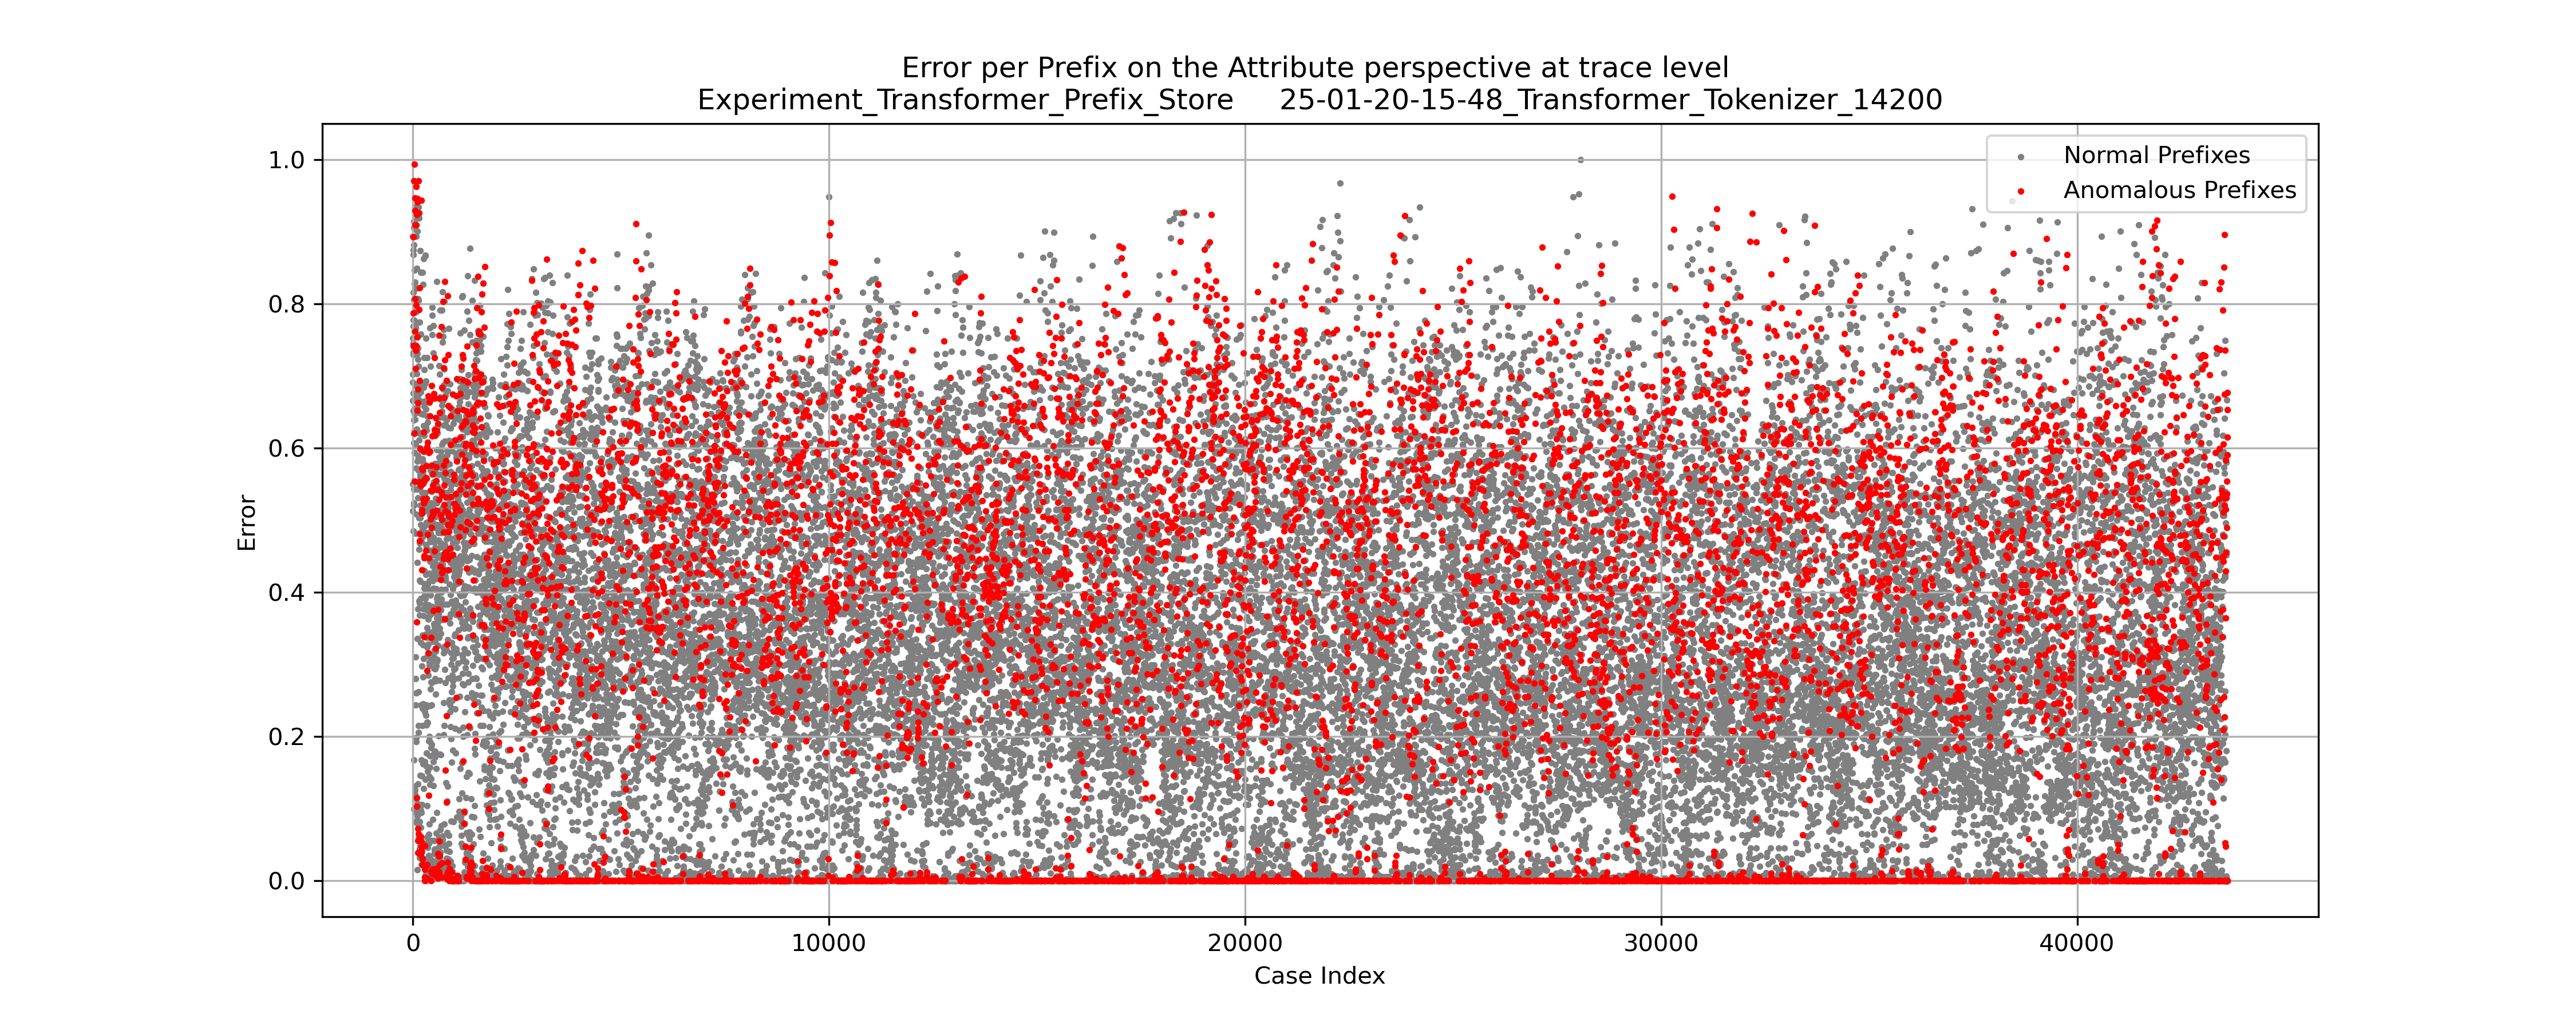 Error per Prefix on the Attribute perspective at trace level
Experiment_Transformer_Prefix_Store 25-01-20-15-48_Transformer_Tokenizer_14200
Normal Prefixes
Anomalous Prefixes
1.0
0.8
0.6
0.4
0.2
0.0
Error
0 10000 20000 30000 40000
Case Index